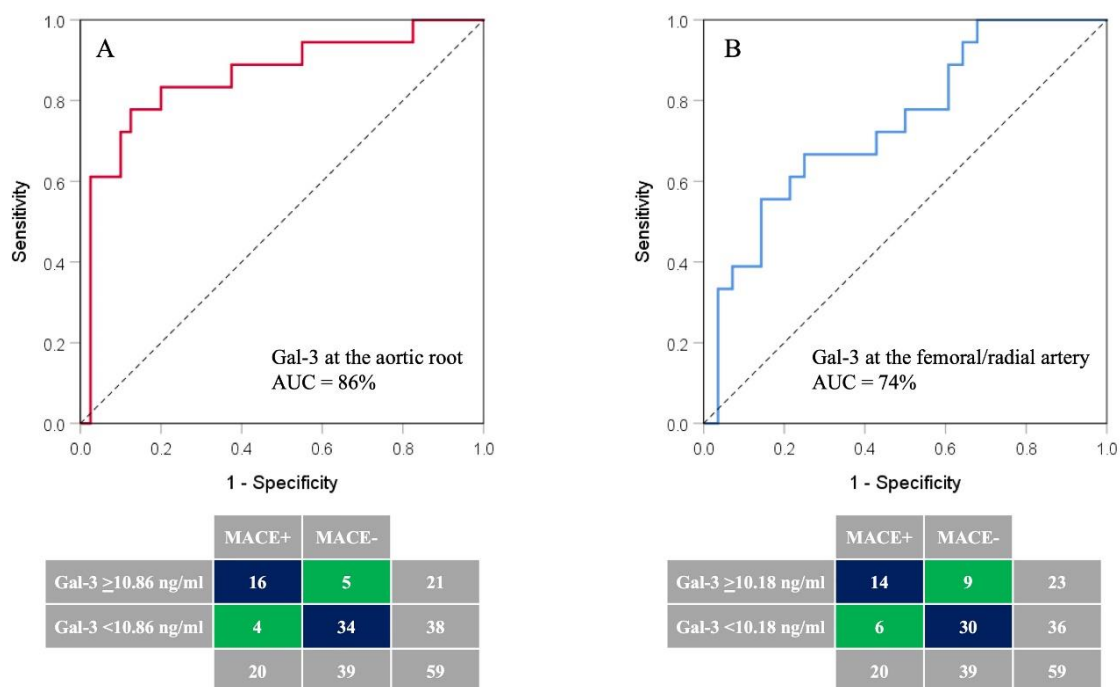 A
1.0
0.8
0.6
0.4
0.2
0.0
Sensitivity
Gal-3 at the aortic root
AUC = 86%
0.0 0.2 0.4 0.6 0.8 1.0
1 - Specificity
MACE+ MACE-
Gal-3 ≥10.86 ng/ml 16 5 21
Gal-3 <10.86 ng/ml 4 34 38
20 39 59
B
1.0
0.8
0.6
0.4
0.2
0.0
Sensitivity
Gal-3 at the femoral/radial artery
AUC = 74%
0.0 0.2 0.4 0.6 0.8 1.0
1 - Specificity
MACE+ MACE-
Gal-3 ≥10.18 ng/ml 14 9 23
Gal-3 <10.18 ng/ml 6 30 36
20 39 59